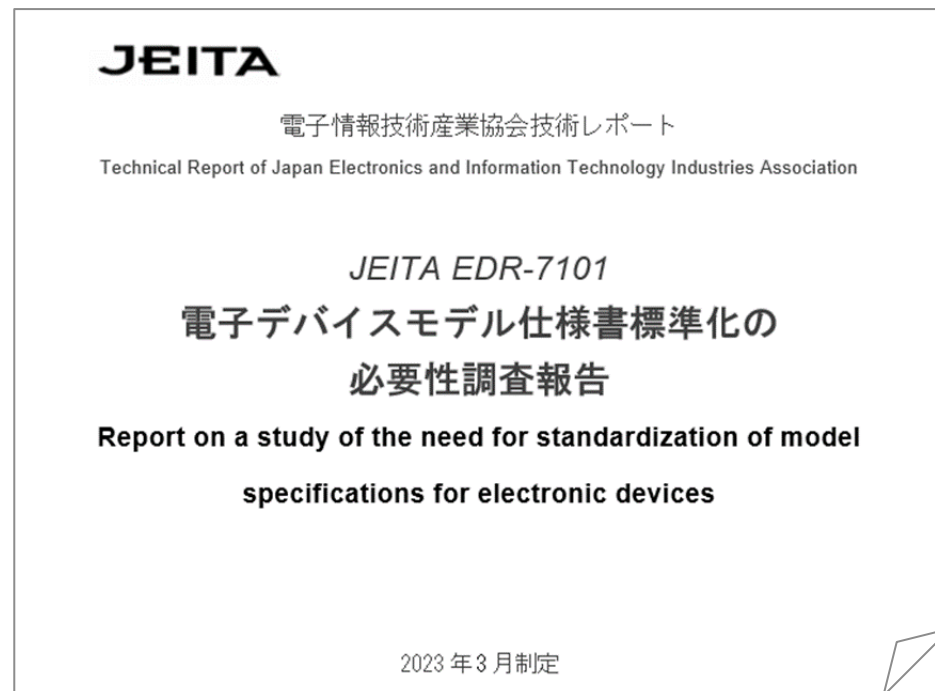 JEITA
電子情報技術産業協会技術レポート
Technical Report of Japan Electronics and Information Technology Industries Association
JEITA EDR-7101
電子デバイスモデル仕様書標準化の
必要性調査報告
Report on a study of the need for standardization of model
specifications for electronic devices
2023 年 3 月制定